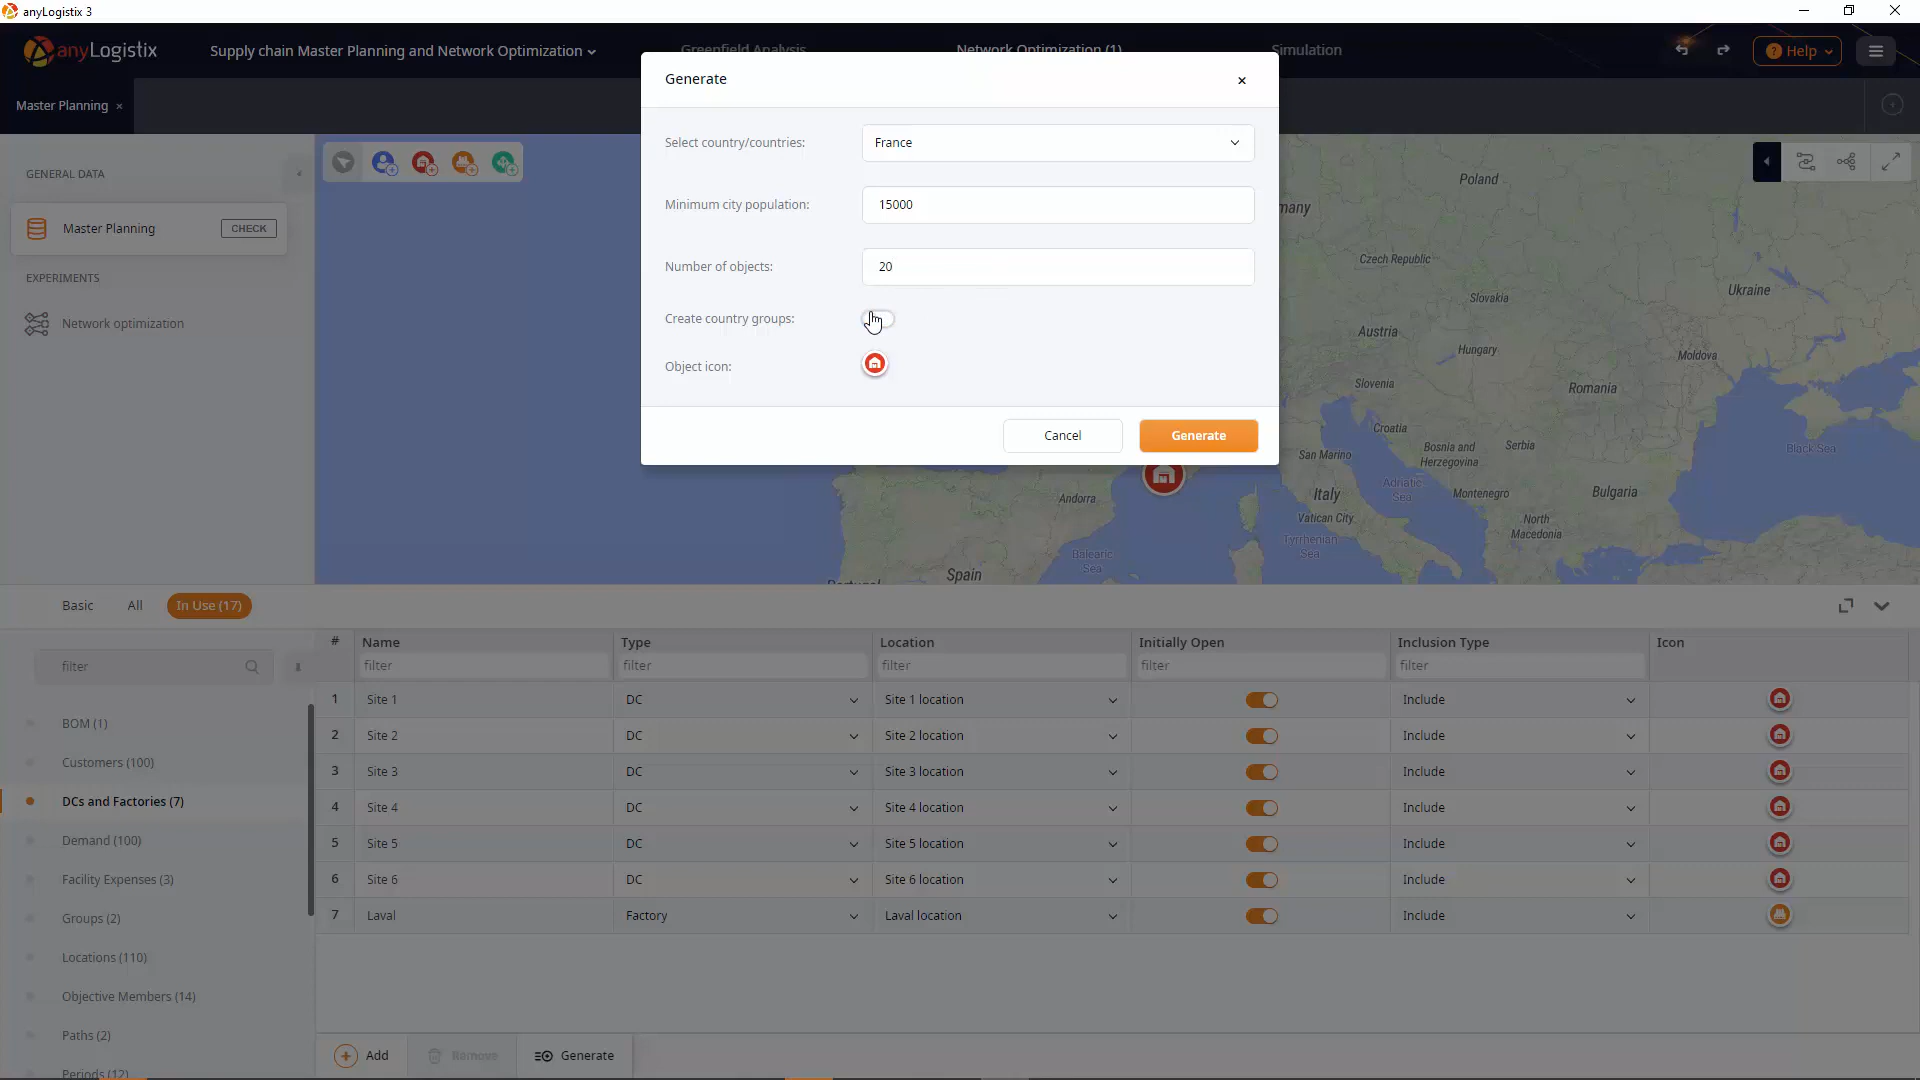 anyLogistix 3
anyLogistix
Supply chain Master Planning and Network Optimization
Greenfield Analysis
Network Optimization (1)
Simulation
Help
Master Planning
Generate
Select country/countries:
France
Minimum city population:
15000
Number of objects:
20
Create country groups:
Object icon:
Cancel
Generate
GENERAL DATA
Master Planning
CHECK
EXPERIMENTS
Network optimization
Poland
many
Czech Republic
Ukraine
Slovakia
Austria
Hungary
Moldova
Slovenia
Romania
Croatia
San Marino
Bosnia and
Herzegovina
Serbia
Black Sea
Andorra
Italy
Adriatic
Sea
Montenegro
Bulgaria
Vatican City
North
Macedonia
Tyrrhenian
Sea
Balearic
Sea
Spain
Portugal
Basic
All
In Use (17)
filter
BOM (1)
Customers (100)
DCs and Factories (7)
Demand (100)
Facility Expenses (3)
Groups (2)
Locations (110)
Objective Members (14)
Paths (2)
Periods (12)
# Name Type Location Initially Open Inclusion Type Icon
filter filter filter filter filter
1 Site 1 DC Site 1 location Include
2 Site 2 DC Site 2 location Include
3 Site 3 DC Site 3 location Include
4 Site 4 DC Site 4 location Include
5 Site 5 DC Site 5 location Include
6 Site 6 DC Site 6 location Include
7 Laval Factory Laval location Include
Add
Remove
Generate